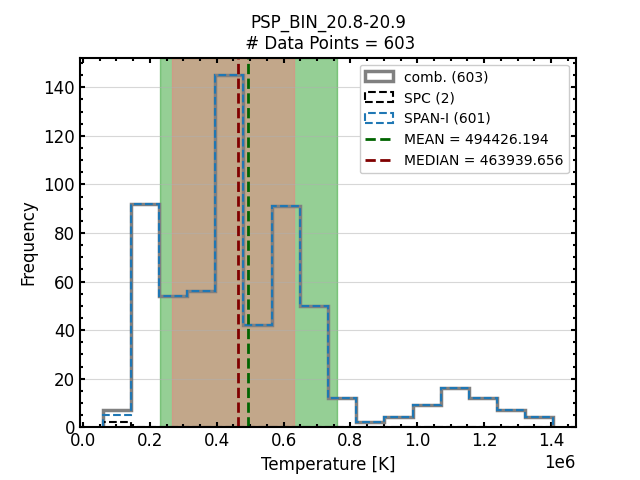 PSP_BIN_20.8-20.9
# Data Points = 603
comb. (603)
SPC (2)
SPAN-I (601)
MEAN = 494426.194
MEDIAN = 463939.656
Frequency
140
120
100
80
60
40
20
0
0.0 0.2 0.4 0.6 0.8 1.0 1.2 1.4
1e6
Temperature [K]